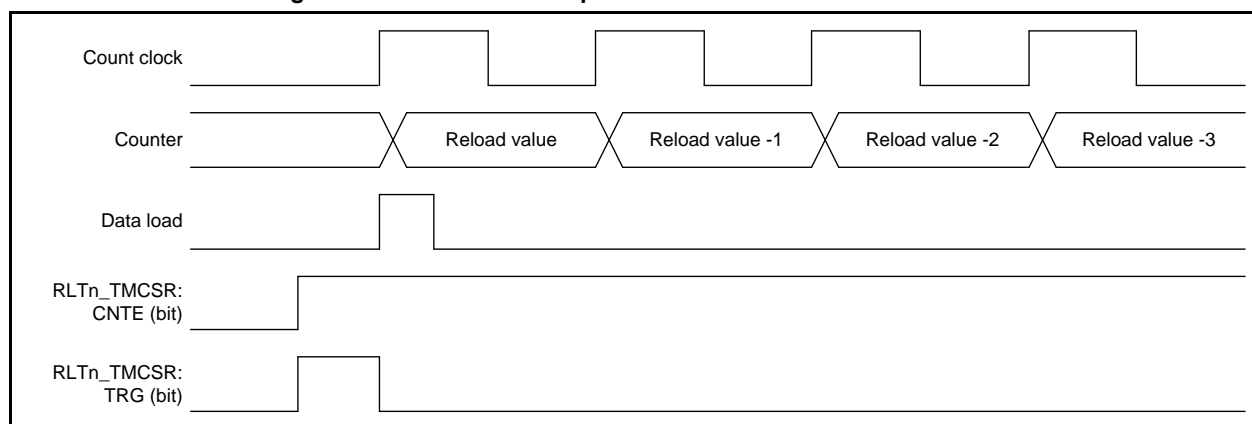 Count clock
Counter
Reload value
Reload value -1
Reload value -2
Reload value -3
Data load
RLTn_TMCSR:
CNTE (bit)
RLTn_TMCSR:
TRG (bit)